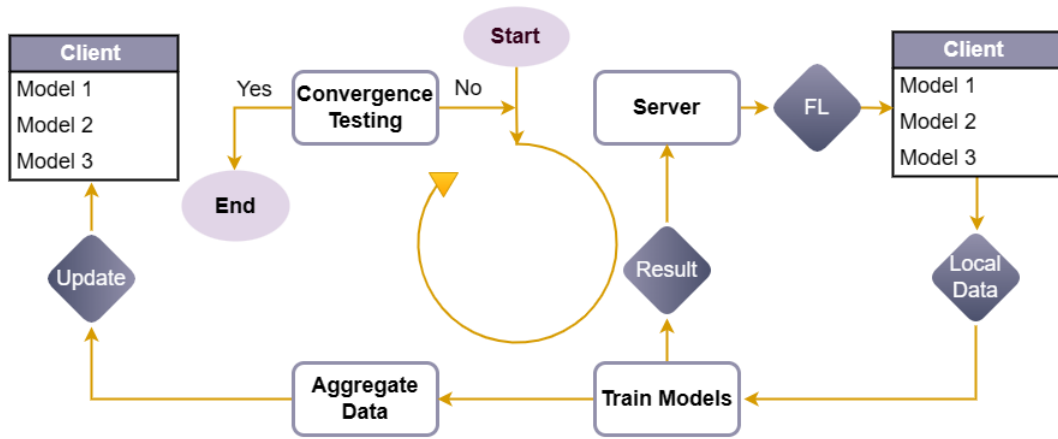 Start
Client
Model 1
Model 2
Model 3
Yes
Convergence
Testing
No
End
Server
FL
Client
Model 1
Model 2
Model 3
Update
Result
Local
Data
Aggregate
Data
Train Models